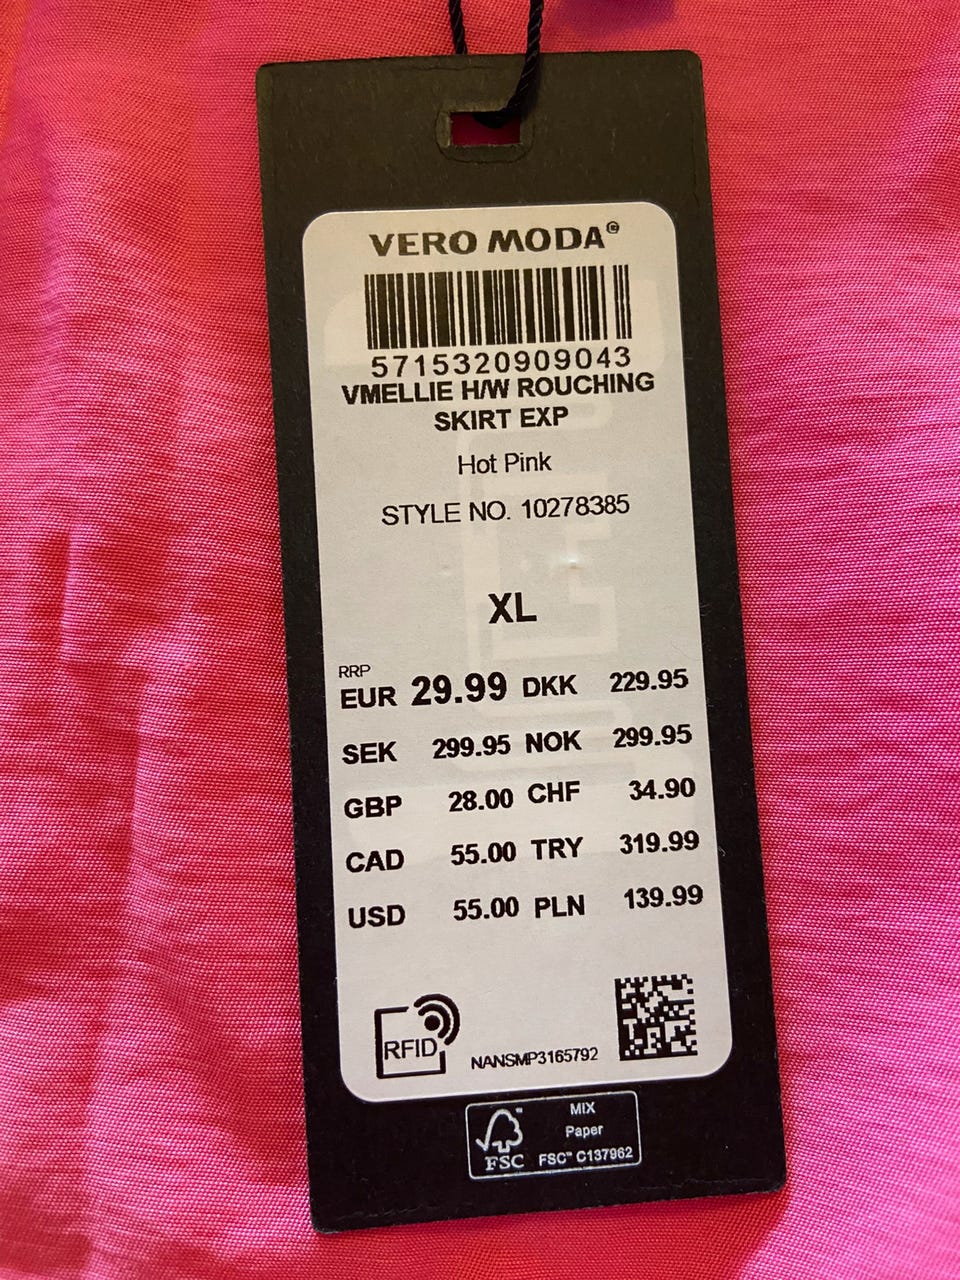 VERO MODA®
5715320909043
VMELLIE H/W ROUCHING
SKIRT EXP
Hot Pink
STYLE NO. 10278385
XL
RRP
EUR 29.99 DKK 229.95
SEK 299.95 NOK 299.95
GBP 28.00 CHF 34.90
CAD 55.00 TRY 319.99
USD 55.00 PLN 139.99
RFID
NANSMP3165792
FSC™
MIX
Paper
FSC™ C137962